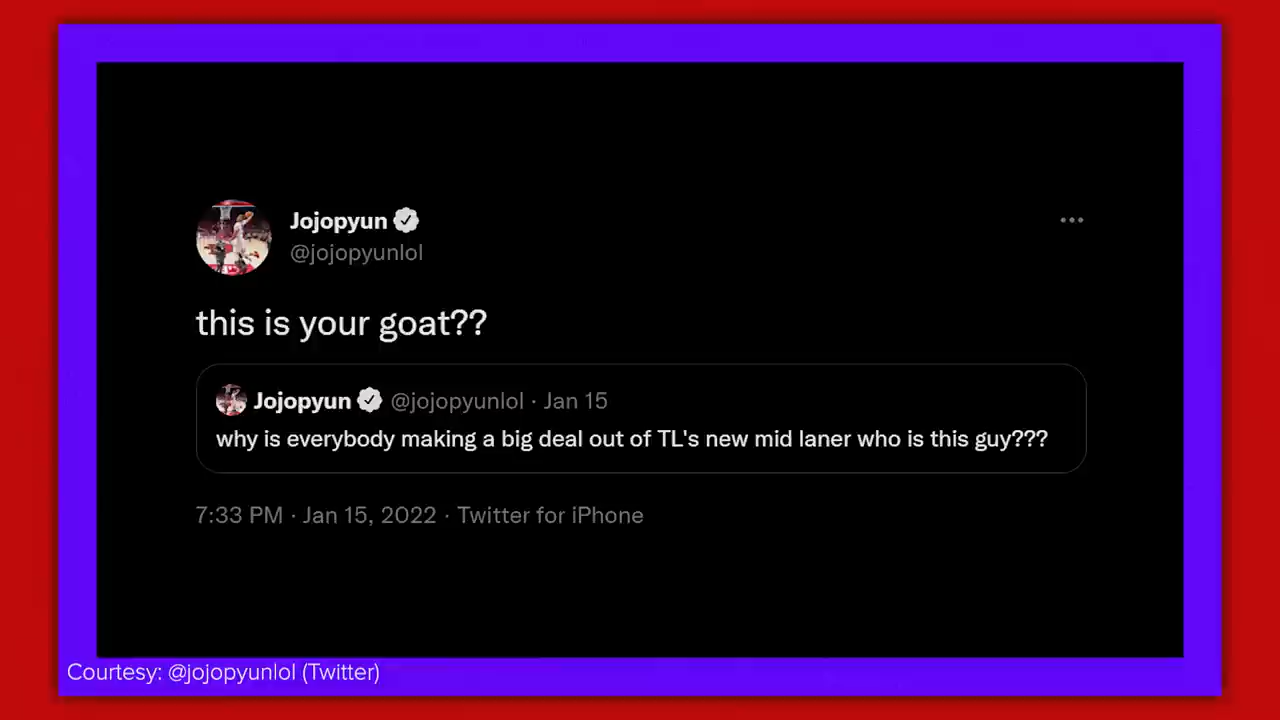 Jojopyun
@jojopyunlol
this is your goat??
Jojopyun @jojopyunlol · Jan 15
why is everybody making a big deal out of TL's new mid laner who is this guy???
7:33 PM · Jan 15, 2022 · Twitter for iPhone
Courtesy: @jojopyunlol (Twitter)